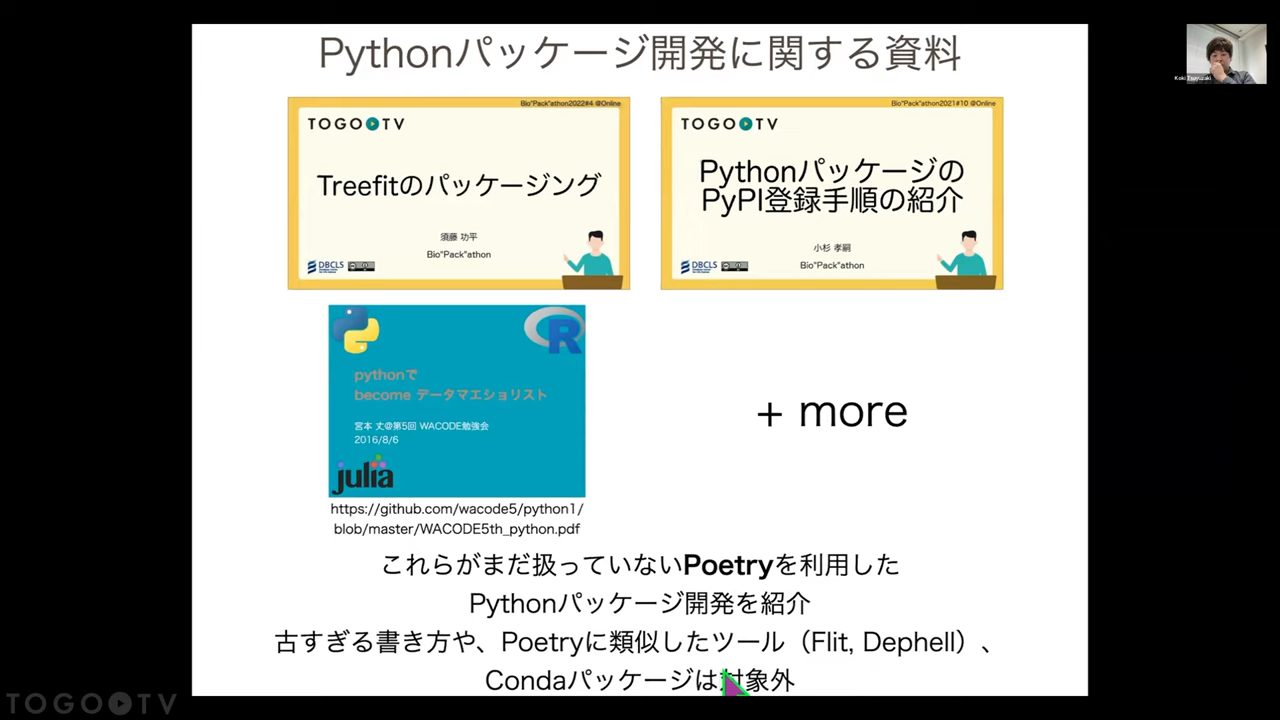 Pythonパッケージ開発に関する資料
Koki Tsuyuzaki
Bio"Pack"athon2022#4 @Online
TOGOTV
Treefitのパッケージング
須藤 功平
Bio"Pack"athon
DBCLS
Bio"Pack"athon2021#10 @Online
TOGOTV
Pythonパッケージの
PyPI登録手順の紹介
小杉 孝嗣
Bio"Pack"athon
DBCLS
R
pythonで
become データマエショリスト
宮本 丈@第5回 WACODE勉強会
2016/8/6
julia
https://github.com/wacode5/python1/
blob/master/WACODE5th_python.pdf
+ more
これらがまだ扱っていないPoetryを利用した
Pythonパッケージ開発を紹介
古すぎる書き方や、Poetryに類似したツール（Flit, Dephell）、
Condaパッケージは対象外
TOGOTV